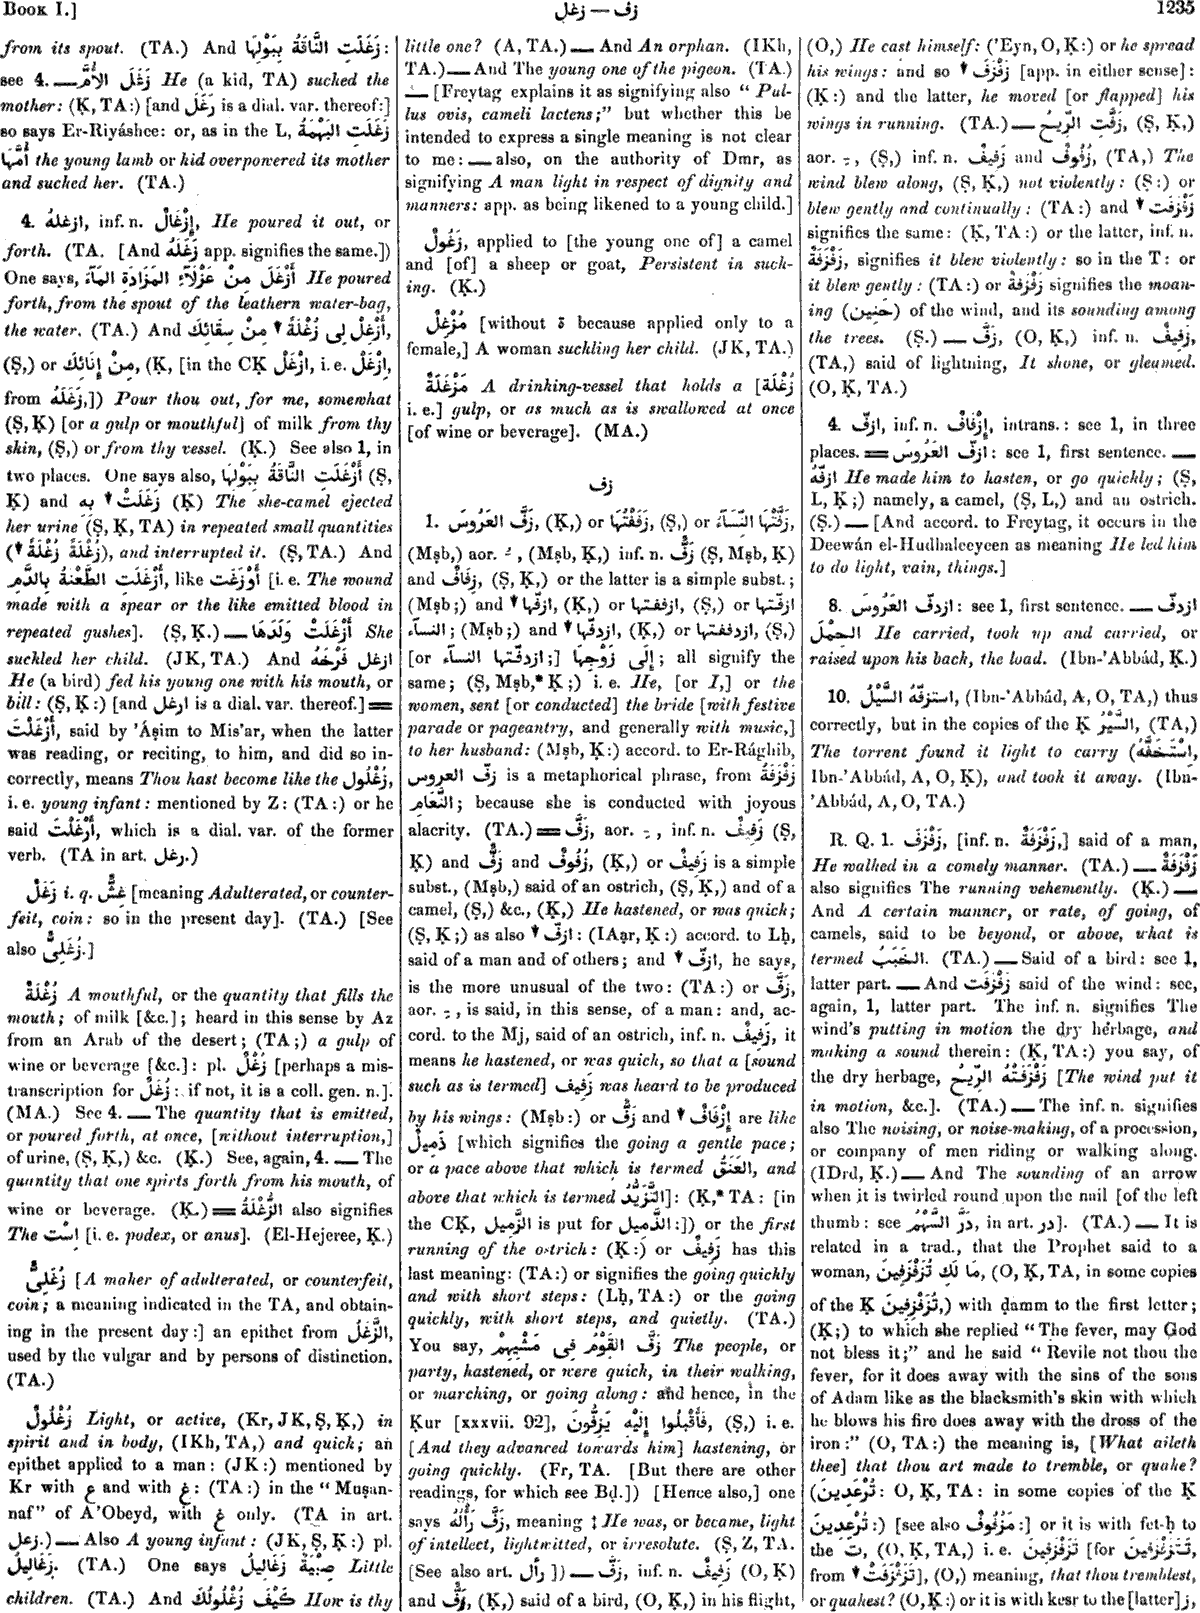 BOOK I.]
زغل — زف
1235
from its spout. (TA.) And زَغَلَتِ النَّاقَةُ بِبَوْلِهَا:
see 4. — زَغَلَ الأُمَّ He (a kid, TA) sucked the
mother: (Ḳ, TA:) [and رَغَلَ is a dial. var. thereof:]
so says Er-Riyáshee: or, as in the L, زَغَلَتِ البَهْمَةُ
أُمَّهَا the young lamb or kid overpowered its mother
and sucked her. (TA.)
4. ازغلهُ, inf. n. إِزْغَالٌ, He poured it out, or
forth. (TA. [And زَغَلَهُ app. signifies the same.])
One says, أَزْغَلَ مِنْ عَزْلَآءِ المَزَادَةِ المَآءَ He poured
forth, from the spout of the leathern water-bag,
the water. (TA.) And أَزْغِلْ لِى زُغْلَةً ♦ مِنْ سِقَائِكَ,
(Ṣ,) or مِنْ إِنَائِكَ, (Ḳ, [in the CḲ ازْغَلْ, i. e. اِزْغَلْ,
from زَغَلَهُ,]) Pour thou out, for me, somewhat
(Ṣ, Ḳ) [or a gulp or mouthful] of milk from thy
skin, (Ṣ,) or from thy vessel. (Ḳ.) See also 1, in
two places. One says also, أَزْغَلَتِ النَّاقَةُ بِبَوْلِهَا (Ṣ,
Ḳ) and زَغَلَتْ ♦ بِهِ (Ḳ) The she-camel ejected
her urine (Ṣ, Ḳ, TA) in repeated small quantities
(زُغْلَةً زُغْلَةً ♦), and interrupted it. (Ṣ, TA.) And
أَزْغَلَتِ الطَّعْنَةُ بِالدَّمِ, like أَوْزَغَت [i. e. The wound
made with a spear or the like emitted blood in
repeated gushes]. (Ṣ, Ḳ.) — أَزْغَلَتْ وَلَدَهَا She
suckled her child. (JK, TA.) And ازغل فَرْخَهُ
He (a bird) fed his young one with his mouth, or
bill: (Ṣ, Ḳ:) [and ارغل is a dial. var. thereof.] ==
أَزْغَلْتَ, said by 'Áṣim to Mis'ar, when the latter
was reading, or reciting, to him, and did so in-
correctly, means Thou hast become like the زُغْلُول,
i. e. young infant: mentioned by Z: (TA:) or he
said أَرْغَلْتَ, which is a dial. var. of the former
verb. (TA in art. رغل.)
زَغَلٌ i. q. غِشٌّ [meaning Adulterated, or counter-
feit, coin: so in the present day]. (TA.) [See
also زُغَلِىٌّ.]
زُغْلَةٌ A mouthful, or the quantity that fills the
mouth; of milk [&c.]; heard in this sense by Az
from an Arab of the desert; (TA;) a gulp of
wine or beverage [&c.]: pl. زُغْلٌ [perhaps a mis-
transcription for زُغَلٌ: if not, it is a coll. gen. n.].
(MA.) See 4. — The quantity that is emitted,
or poured forth, at once, [without interruption,]
of urine, (Ṣ, Ḳ,) &c. (Ḳ.) See, again, 4. — The
quantity that one spirts forth from his mouth, of
wine or beverage. (Ḳ.) == الزُّغْلَةُ also signifies
The اِسْت [i. e. podex, or anus]. (El-Hejeree, Ḳ.)
زُغَلِىٌّ [A maker of adulterated, or counterfeit,
coin; a meaning indicated in the TA, and obtain-
ing in the present day:] an epithet from الزَّغَلُ,
used by the vulgar and by persons of distinction.
(TA.)
زُغْلُولٌ Light, or active, (Kr, JK, Ṣ, Ḳ,) in
spirit and in body, (IKh, TA,) and quick; an
epithet applied to a man: (JK:) mentioned by
Kr with ع and with غ: (TA:) in the "Muṣan-
naf" of A'Obeyd, with غ only. (TA in art.
زعل.) — Also A young infant: (JK, Ṣ, Ḳ:) pl.
زَغَالِيلُ. (TA.) One says صِبْيَةٌ زَغَالِيلُ Little
children. (TA.) And كَيْفَ زُغْلُولُكَ How is thy
little one? (A, TA.) — And An orphan. (IKh,
TA.) — And The young one of the pigeon. (TA.)
— [Freytag explains it as signifying also "Pul-
lus ovis, cameli lactens;" but whether this be
intended to express a single meaning is not clear
to me: — also, on the authority of Dmr, as
signifying A man light in respect of dignity and
manners: app. as being likened to a young child.]
زَغُولٌ, applied to [the young one of] a camel
and [of] a sheep or goat, Persistent in suck-
ing. (Ḳ.)
مُزْغِلٌ [without ة because applied only to a
female,] A woman suckling her child. (JK, TA.)
مَزْغَلَةٌ A drinking-vessel that holds a [زُغْلَة
i. e.] gulp, or as much as is swallowed at once
[of wine or beverage]. (MA.)
زف
1. زَفَّ العَرُوسَ, (Ḳ,) or زَفَفْتُهَا, (Ṣ,) or زَفَّتْهَا النِّسَآءُ,
(Mṣb,) aor. ُ, (Mṣb, Ḳ,) inf. n. زَفٌّ (Ṣ, Mṣb, Ḳ)
and زِفَافٌ, (Ṣ, Ḳ,) or the latter is a simple subst.;
(Mṣb;) and ازفّها ♦, (Ḳ,) or ازففتها, (Ṣ,) or ازفّتها
النسآء; (Mṣb;) and ازدفّها ♦, (Ḳ,) or ازدففتها, (Ṣ,)
[or ازدفّتها النسآء;] إِلَى زَوْجِهَا; all signify the
same; (Ṣ, Mṣb,* Ḳ;) i. e. He, [or I,] or the
women, sent [or conducted] the bride [with festive
parade or pageantry, and generally with music,]
to her husband: (Mṣb, Ḳ:) accord. to Er-Rághib,
زفّ العروس is a metaphorical phrase, from زَفْزَفَة
النَّعَامِ; because she is conducted with joyous
alacrity. (TA.) == زَفَّ, aor. ِ, inf. n. زَفِيفٌ (Ṣ,
Ḳ) and زَفٌّ and زُفُوفٌ, (Ḳ,) or زَفِيفٌ is a simple
subst., (Mṣb,) said of an ostrich, (Ṣ, Ḳ,) and of a
camel, (Ṣ,) &c., (Ḳ,) He hastened, or was quick;
(Ṣ, Ḳ;) as also ازفّ ♦: (IAạr, Ḳ:) accord. to Lḥ,
said of a man and of others; and ازفّ ♦, he says,
is the more unusual of the two: (TA:) or زَفَّ,
aor. ِ, is said, in this sense, of a man: and, ac-
cord. to the Mj, said of an ostrich, inf. n. زَفِيفٌ, it
means he hastened, or was quick, so that a [sound
such as is termed] زَفِيف was heard to be produced
by his wings: (Mṣb:) or زَفٌّ and إِزْفَافٌ ♦ are like
ذَمِيلٌ [which signifies the going a gentle pace;
or a pace above that which is termed العَنَقُ, and
above that which is termed التَّزَيُّدُ]: (Ḳ,* TA: [in
the CḲ, الزَّمِيل is put for الذَّمِيل:]) or the first
running of the ostrich: (Ḳ:) or زَفِيفٌ has this
last meaning: (TA:) or signifies the going quickly
and with short steps: (Lḥ, TA:) or the going
quickly, with short steps, and quietly. (TA.)
You say, زَفَّ القَوْمُ فِى مَشْيِهِمْ The people, or
party, hastened, or were quick, in their walking,
or marching, or going along: and hence, in the
Ḳur [xxxvii. 92], فَأَقْبَلُوا إِلَيْهِ يَزِفُّونَ, (Ṣ,) i. e.
[And they advanced towards him] hastening, or
going quickly. (Fr, TA. [But there are other
readings, for which see Bḍ.]) [Hence also,] one
says زَفَّ رَأْلُهُ, meaning ‡ He was, or became, light
of intellect, lightwitted, or irresolute. (Ṣ, Z, TA.
[See also art. رأل.]) — زَفَّ, inf. n. زَفِيفٌ (O, Ḳ)
and زَفٌّ, (Ḳ,) said of a bird, (O, Ḳ,) in his flight,
(O,) He cast himself: ('Eyn, O, Ḳ:) or he spread
his wings: and so زَفْزَفَ ♦ [app. in either sense]:
(Ḳ:) and the latter, he moved [or flapped] his
wings in running. (TA.) — زَفَّتِ الرِّيحُ, (Ṣ, Ḳ,)
aor. ِ, (Ṣ,) inf. n. زَفِيفٌ and زُفُوفٌ, (TA,) The
wind blew along, (Ṣ, Ḳ,) not violently: (Ṣ:) or
blew gently and continually: (TA:) and زَفْزَفَت ♦
signifies the same: (Ḳ, TA:) or the latter, inf. n.
زَفْزَفَةٌ, signifies it blew violently: so in the T: or
it blew gently: (TA:) or زَفْزَفَةٌ signifies the moan-
ing (حَنِين) of the wind, and its sounding among
the trees. (Ṣ.) — زَفَّ, (O, Ḳ,) inf. n. زَفِيفٌ,
(TA,) said of lightning, It shone, or gleamed.
(O, Ḳ, TA.)
4. ازفّ, inf. n. إِزْفَافٌ, intrans.: see 1, in three
places. == ازفّ العَرُوسَ: see 1, first sentence. —
ازفّهُ He made him to hasten, or go quickly; (Ṣ,
L, Ḳ;) namely, a camel, (Ṣ, L,) and an ostrich.
(Ṣ.) — [And accord. to Freytag, it occurs in the
Deewán el-Hudhaleeyeen as meaning He led him
to do light, vain, things.]
8. ازدفّ العَرُوسَ: see 1, first sentence. — ازدفّ
الحِمْلَ He carried, took up and carried, or
raised upon his back, the load. (Ibn-'Abbád, Ḳ.)
10. استزفّهُ السَّيْلُ, (Ibn-'Abbád, A, O, TA,) thus
correctly, but in the copies of the Ḳ السَّيْرُ, (TA,)
The torrent found it light to carry (اِسْتَخَفَّهُ,
Ibn-'Abbád, A, O, Ḳ), and took it away. (Ibn-
'Abbád, A, O, TA.)
R. Q. 1. زَفْزَفَ, [inf. n. زَفْزَفَةٌ,] said of a man,
He walked in a comely manner. (TA.) — زَفْزَفَةٌ
also signifies The running vehemently. (Ḳ.) —
And A certain manner, or rate, of going, of
camels, said to be beyond, or above, what is
termed الخَبَبُ. (TA.) — Said of a bird: see 1,
latter part. — And زَفْزَفَت said of the wind: see,
again, 1, latter part. The inf. n. signifies The
wind's putting in motion the dry herbage, and
making a sound therein: (Ḳ, TA:) you say, of
the dry herbage, زَفْزَفَتْهُ الرِّيحُ [The wind put it
in motion, &c.]. (TA.) — The inf. n. signifies
also The noising, or noise-making, of a procession,
or company of men riding or walking along.
(IDrd, Ḳ.) — And The sounding of an arrow
when it is twirled round upon the nail [of the left
thumb: see دَرَّ السَّهْمُ, in art. در]. (TA.) — It is
related in a trad., that the Prophet said to a
woman, مَا لَكِ تُزَفْزَفِينَ, (O, Ḳ, TA, in some copies
of the Ḳ تُزَفْزِفِينَ,) with ḍamm to the first letter;
(Ḳ;) to which she replied "The fever, may God
not bless it;" and he said "Revile not thou the
fever, for it does away with the sins of the sons
of Adam like as the blacksmith's skin with which
he blows his fire does away with the dross of the
iron:" (O, TA:) the meaning is, [What aileth
thee] that thou art made to tremble, or quake?
(تُرْعَدِينَ: O, Ḳ, TA: in some copies of the Ḳ
تُرْعِدِينَ:) [see also مَزْفُوفٌ:] or it is with fet-ḥ to
the ت, (O, Ḳ, TA,) i. e. تَزَفْزَفِينَ [for تَتَزَفْزَفِينَ,
from تَزَفْزَفَتْ ♦], (O,) meaning, that thou tremblest,
or quakest? (O, Ḳ:) or it is with kesr to the [latter] ز,